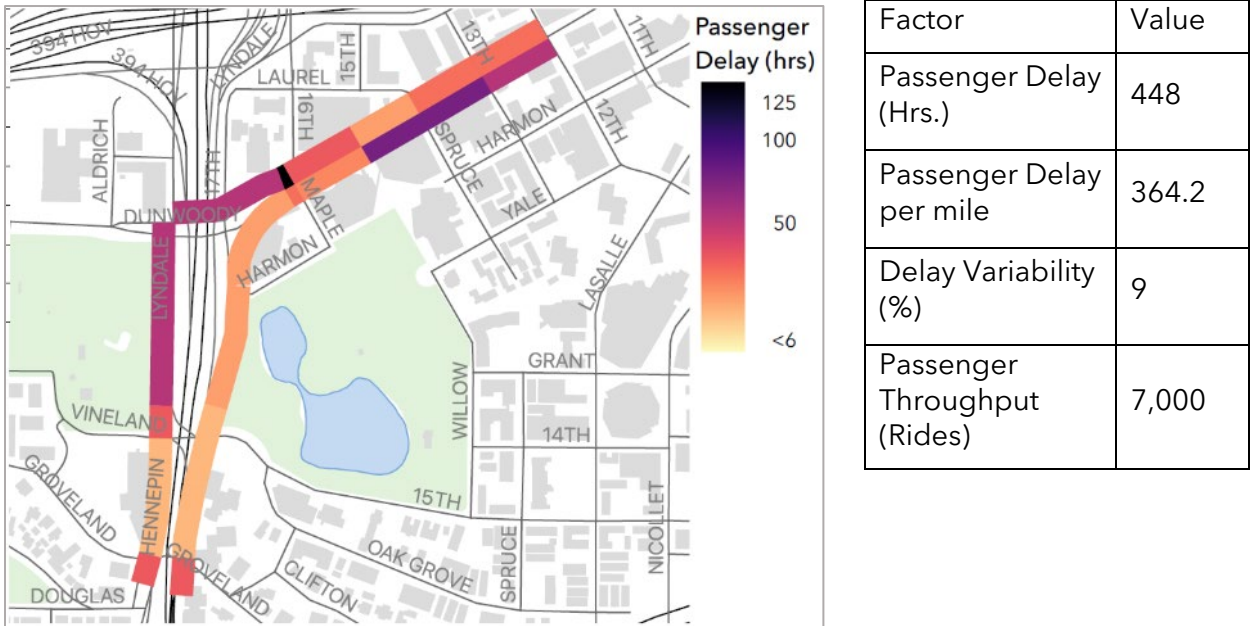 394 HOV
394 HOV
LYNDALE
LAUREL
15TH
13TH
11TH
16TH
12TH
HARMON
SPRUCE
ALDRICH
17TH
MAPLE
YALE
DUNWOODY
LYNDALE
HARMON
LASALLE
GRANT
WILLOW
VINELAND
14TH
GROVELAND
HENNEPIN
15TH
NICOLLET
SPRUCE
OAK GROVE
GROVELAND
CLIFTON
DOUGLAS
Passenger
Delay (hrs)
125
100
50
<6
Factor Value
Passenger Delay
(Hrs.)
448
Passenger Delay
per mile
364.2
Delay Variability
(%)
9
Passenger
Throughput
(Rides)
7,000